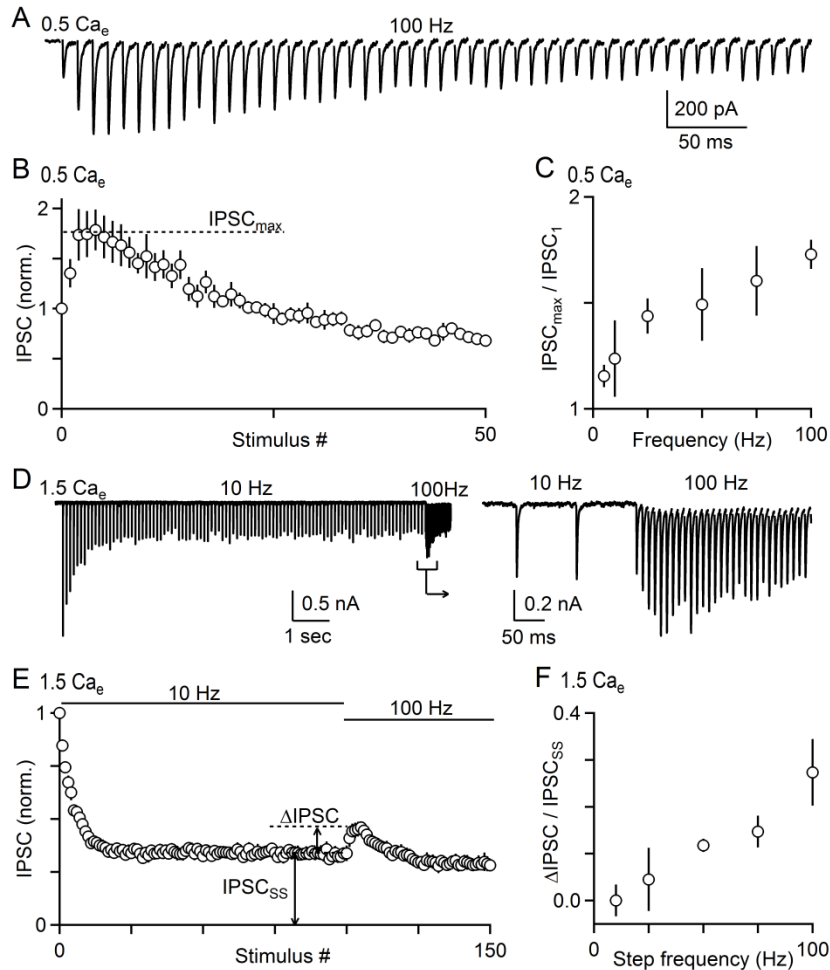 A
0.5 Caₑ
100 Hz
200 pA
50 ms
B
0.5 Caₑ
IPSC (norm.)
2
1
0
IPSCₘₐₓ
0
50
Stimulus #
C
0.5 Caₑ
IPSCₘₐₓ / IPSC₁
2
1
0
100
Frequency (Hz)
D
1.5 Caₑ
10 Hz
100Hz
0.5 nA
1 sec
10 Hz
100 Hz
0.2 nA
50 ms
E
1.5 Caₑ
10 Hz
100 Hz
IPSC (norm.)
1
0
ΔIPSC
IPSC_SS
0
150
Stimulus #
F
1.5 Caₑ
ΔIPSC / IPSC_SS
0.4
0.0
0
100
Step frequency (Hz)